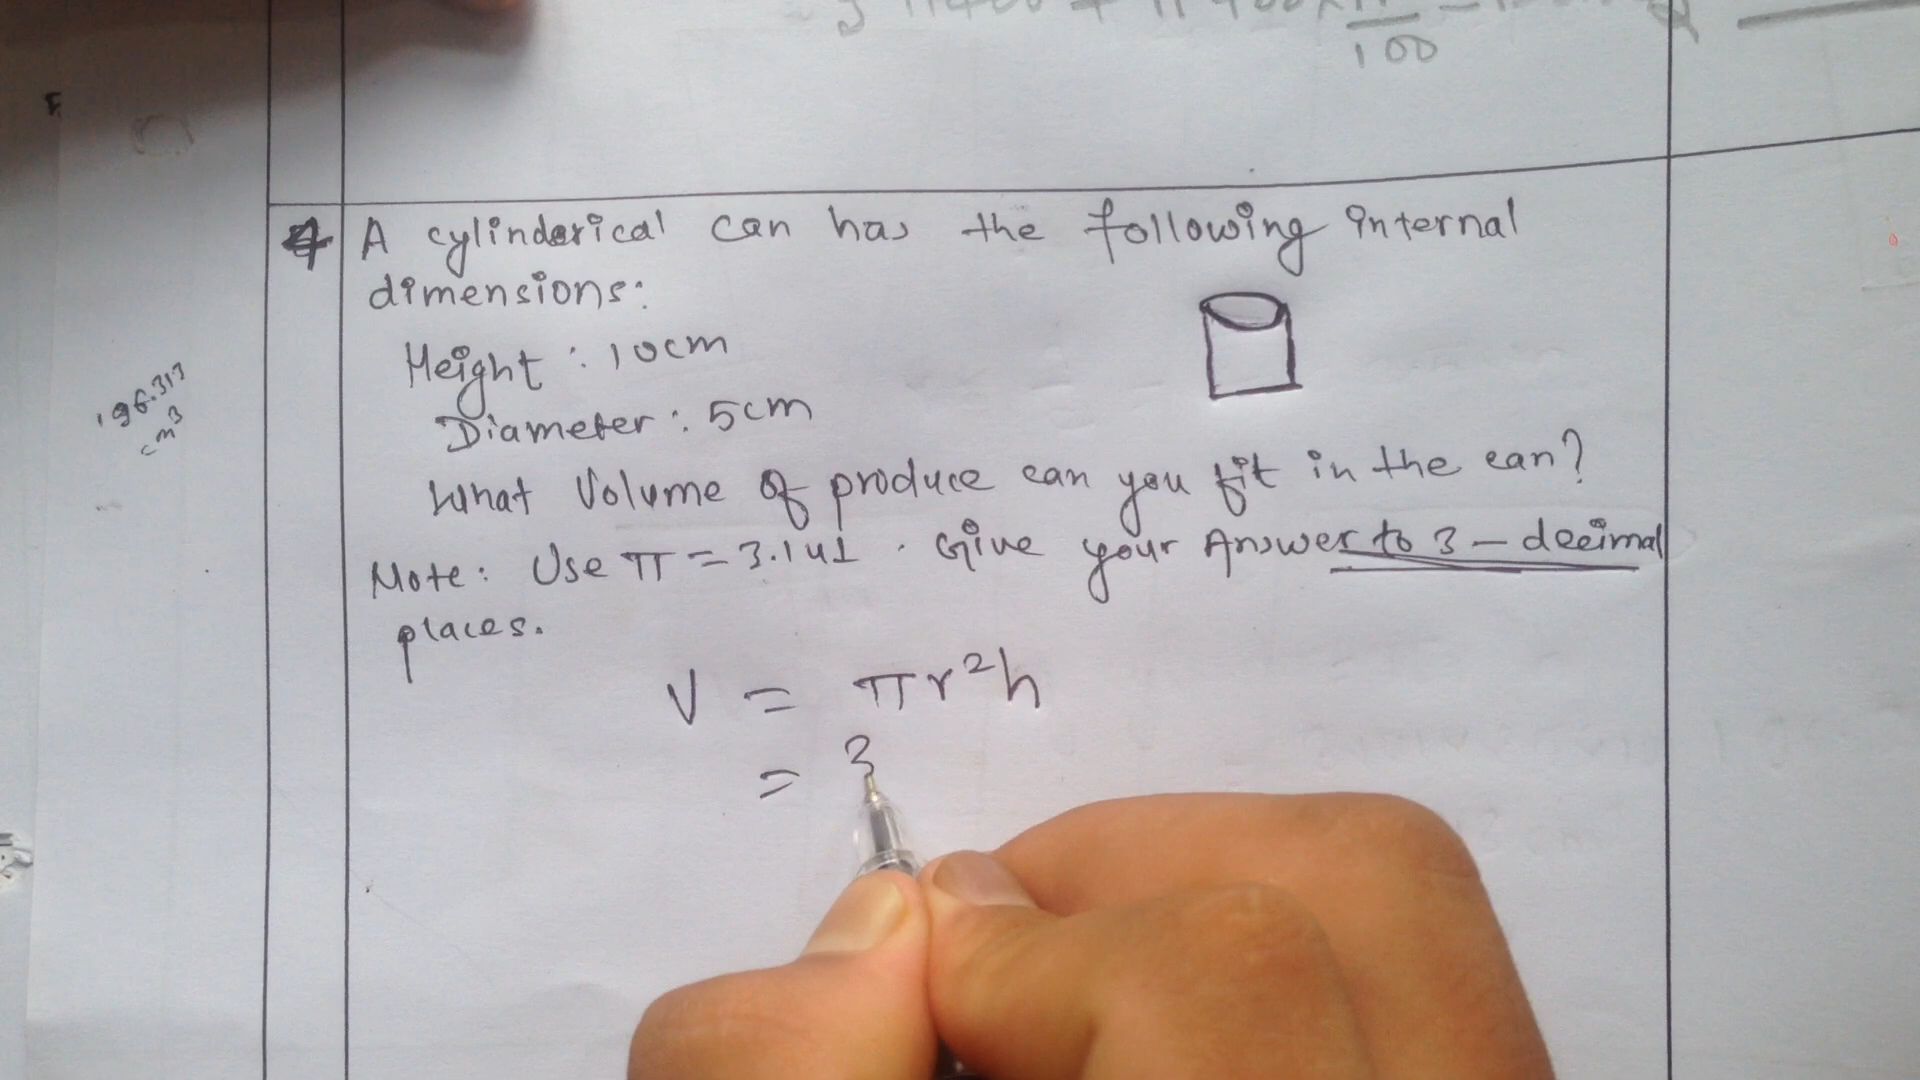 100
4 A cylinderical can has the following internal
dimensions:
Height : 10cm
Diameter : 5cm
196.313
cm3
What Volume of produce can you fit in the can?
Note: Use π = 3.141 . Give your Answer to 3 - decimal
places.
V = πr²h
= 3